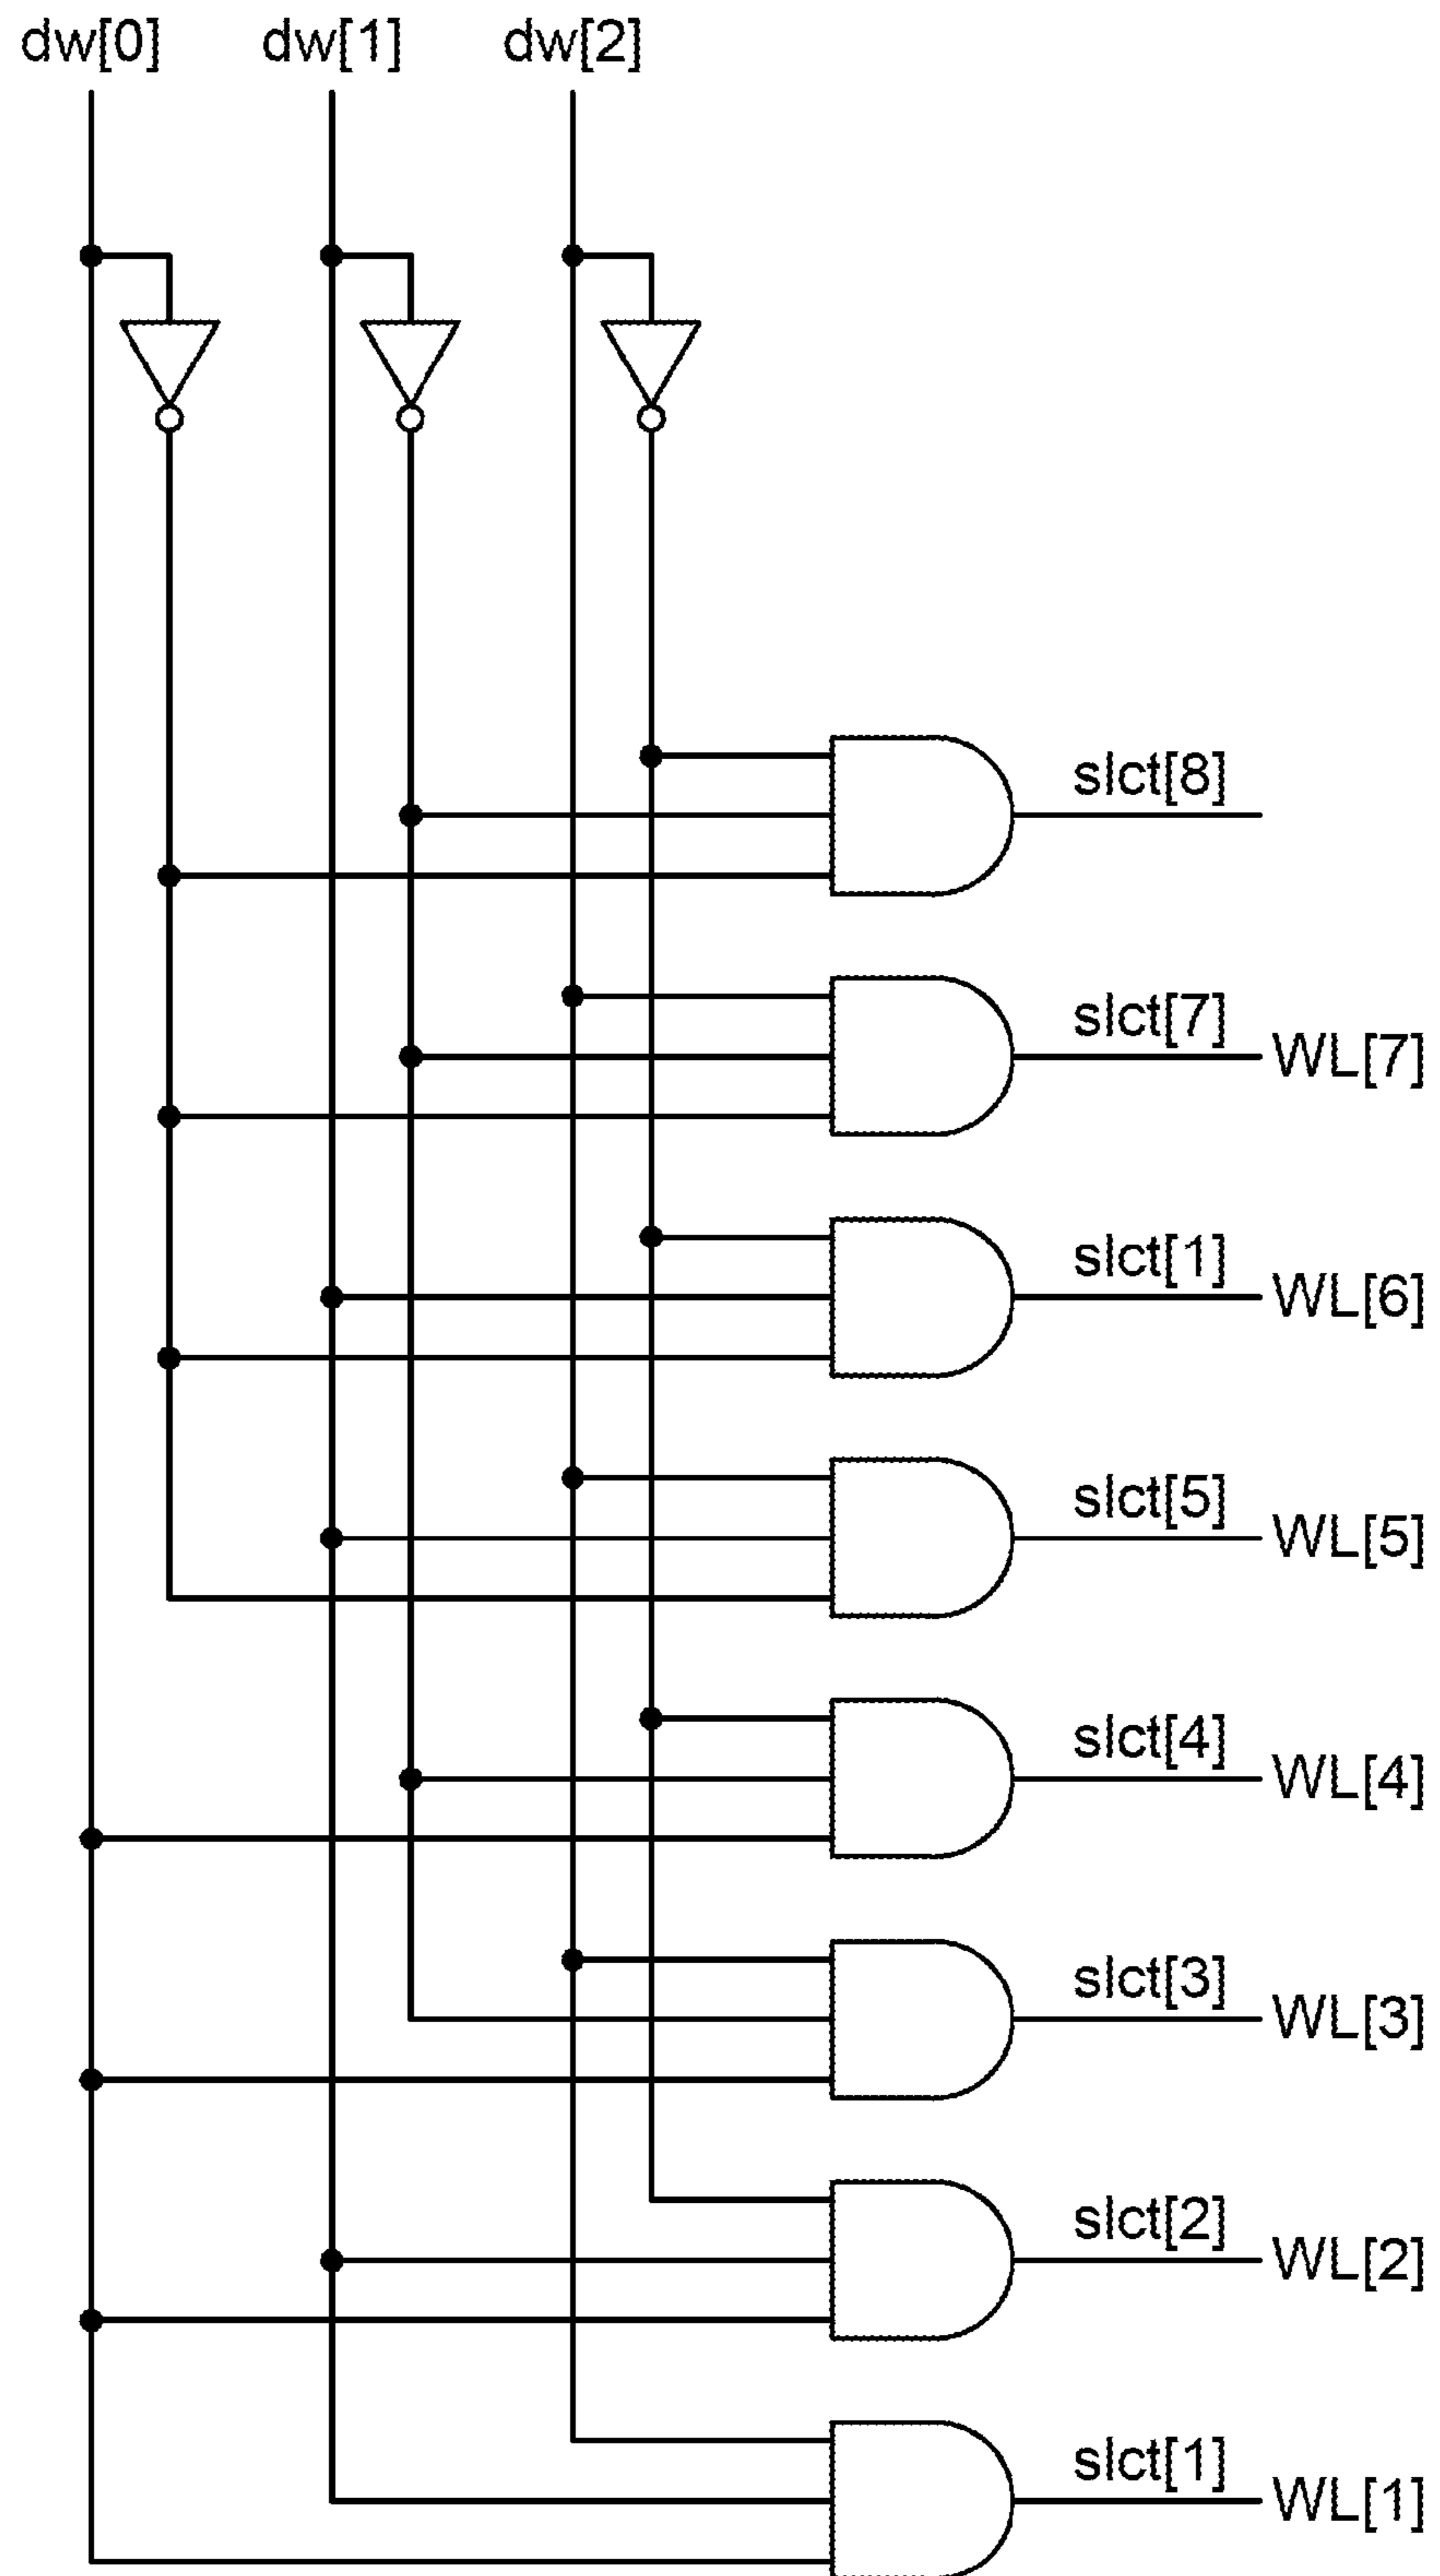 dw[0] dw[1] dw[2]
slct[8]
slct[7] WL[7]
slct[1] WL[6]
slct[5] WL[5]
slct[4] WL[4]
slct[3] WL[3]
slct[2] WL[2]
slct[1] WL[1]